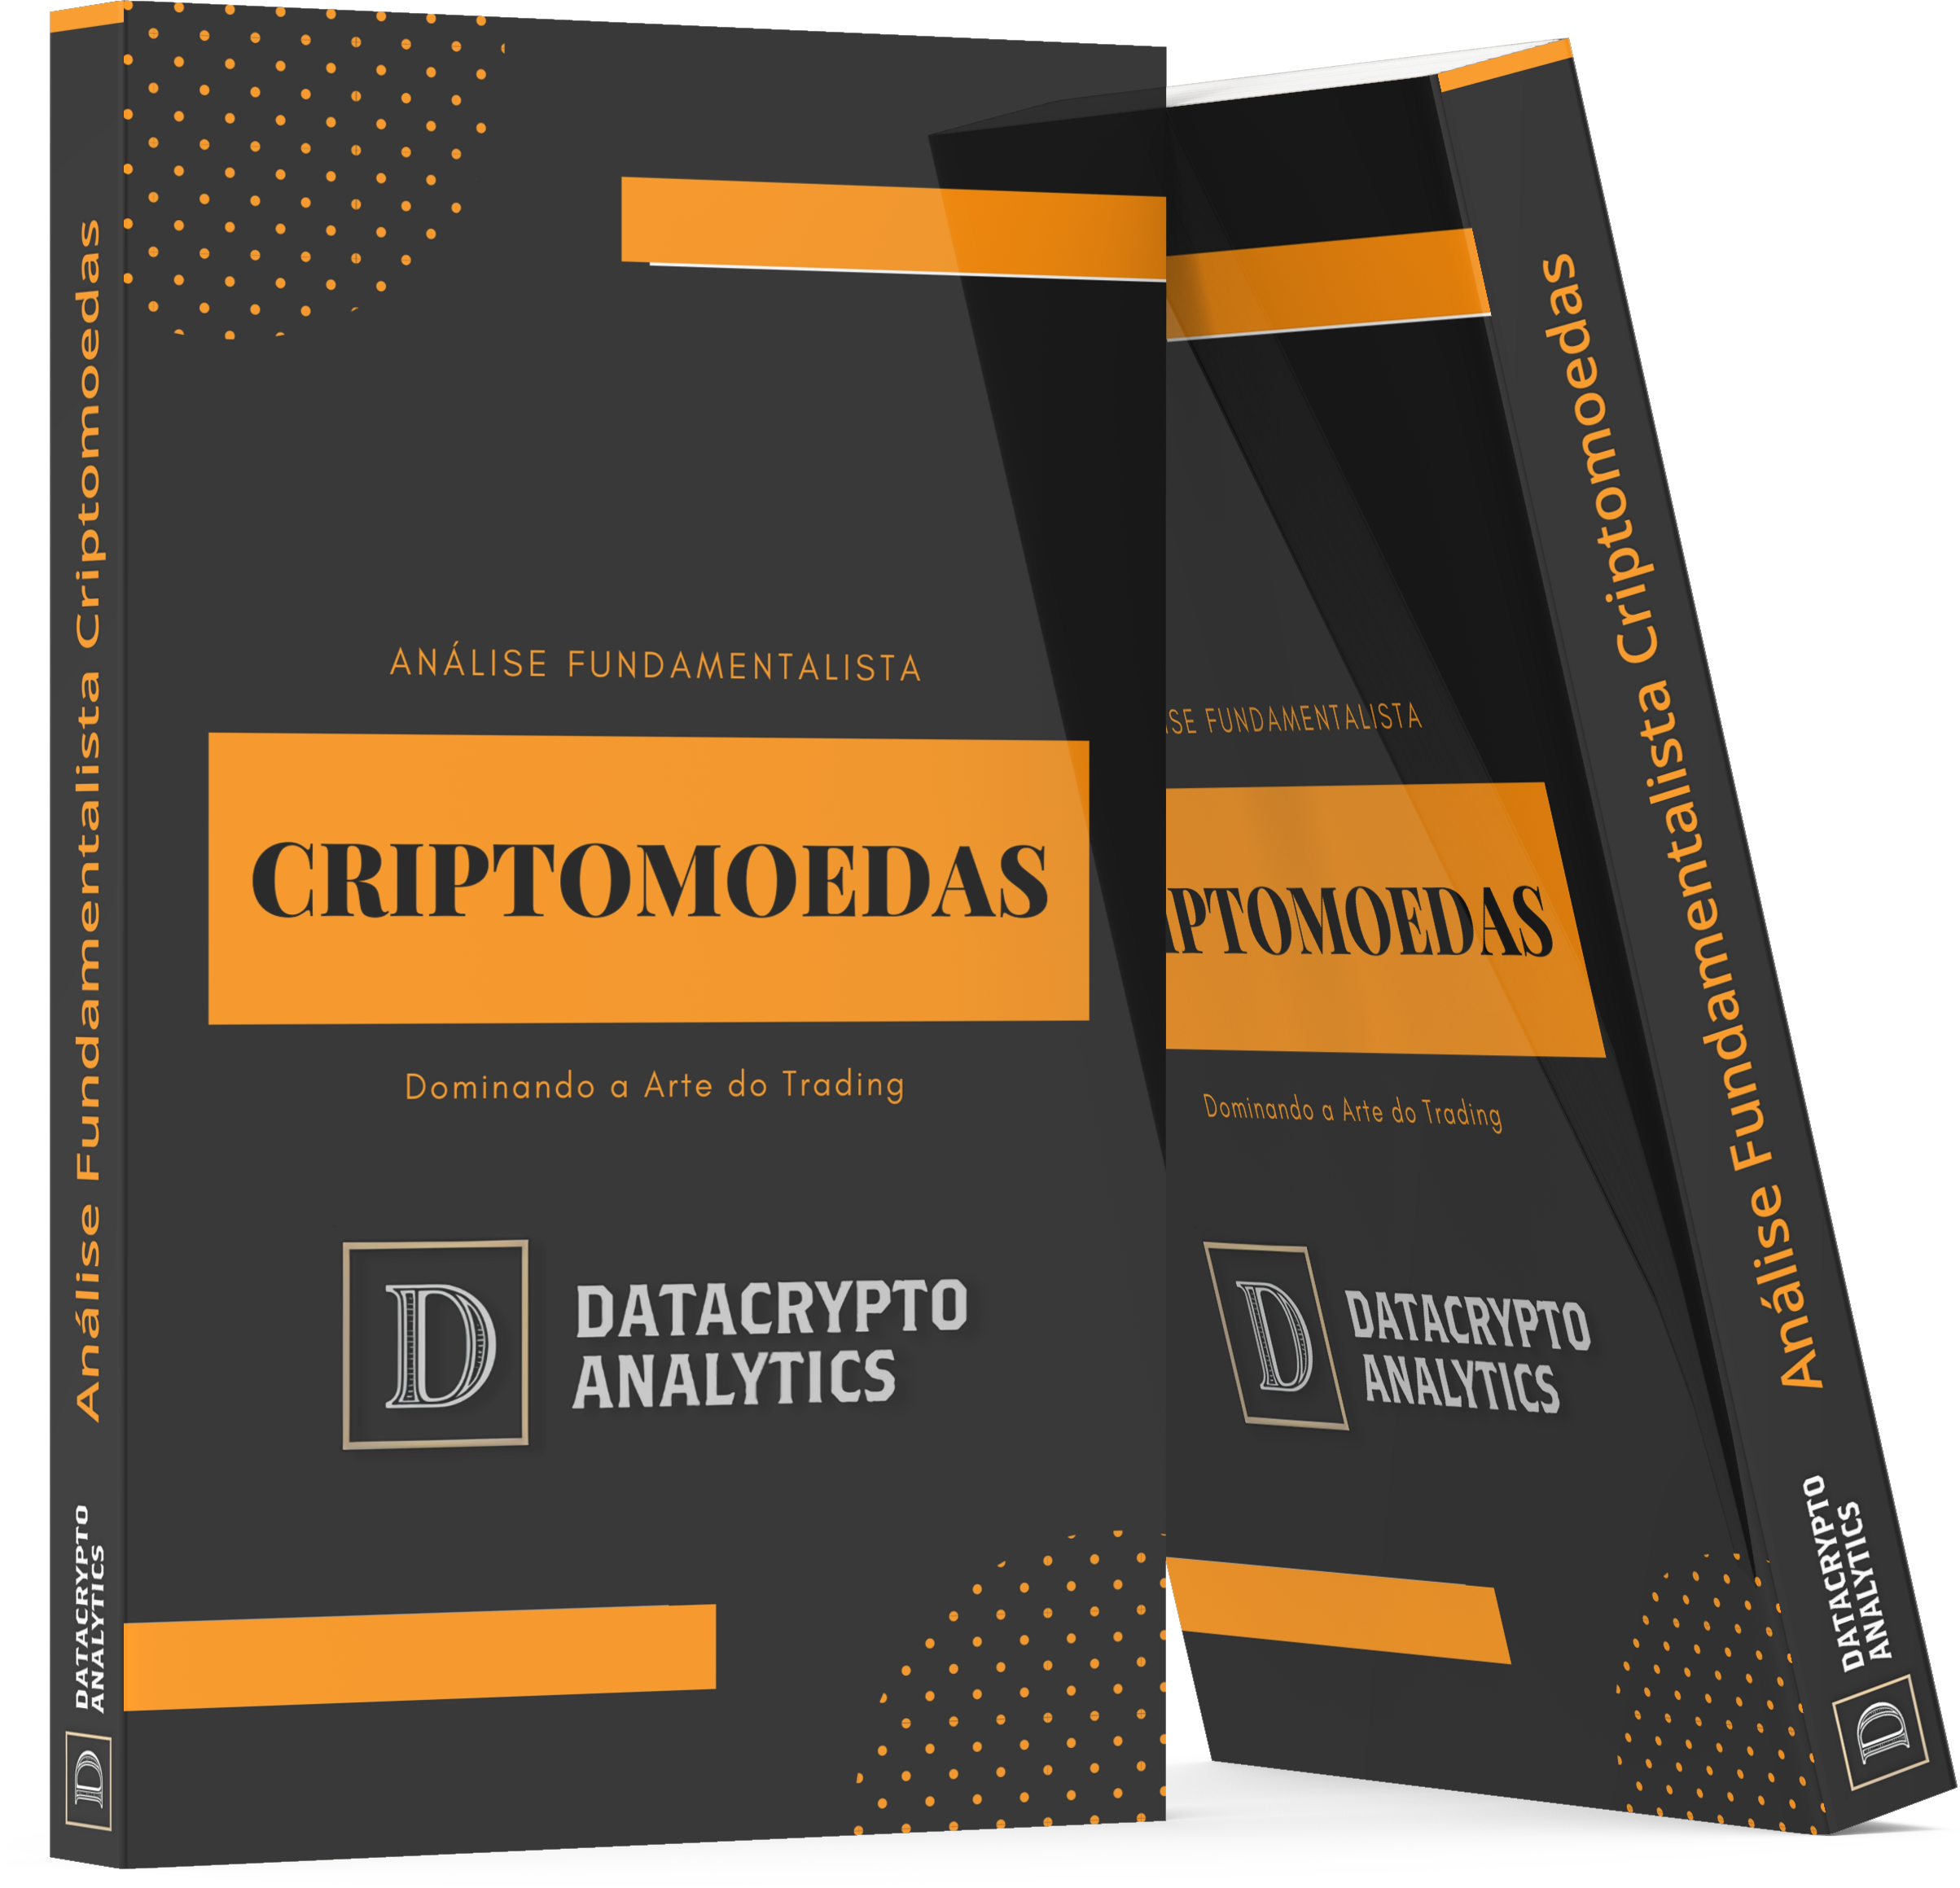 Análise Fundamentalista Criptomoedas
DATACRYPTO
ANALYTICS
D
ANÁLISE FUNDAMENTALISTA
CRIPTOMOEDAS
Dominando a Arte do Trading
D
DATACRYPTO
ANALYTICS
SE FUNDAMENTALISTA
IPTOMOEDAS
Dominando a Arte do Trading
D
DATACRYPTO
ANALYTICS
Análise Fundamentalista Criptomoedas
DATACRYPTO
ANALYTICS
D